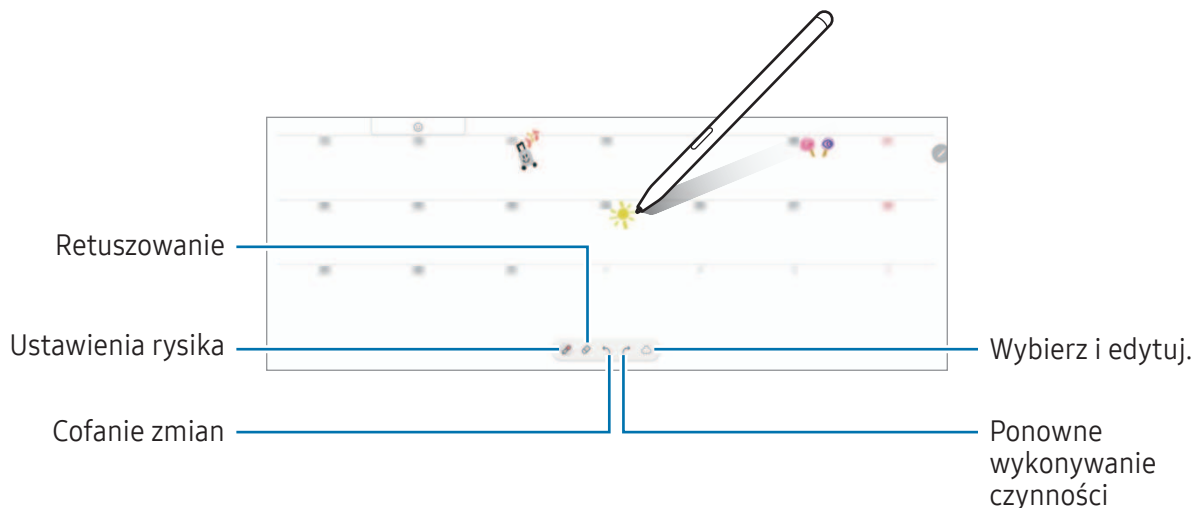 Retuszowanie
Ustawienia rysika
Cofanie zmian
Wybierz i edytuj.
Ponowne
wykonywanie
czynności